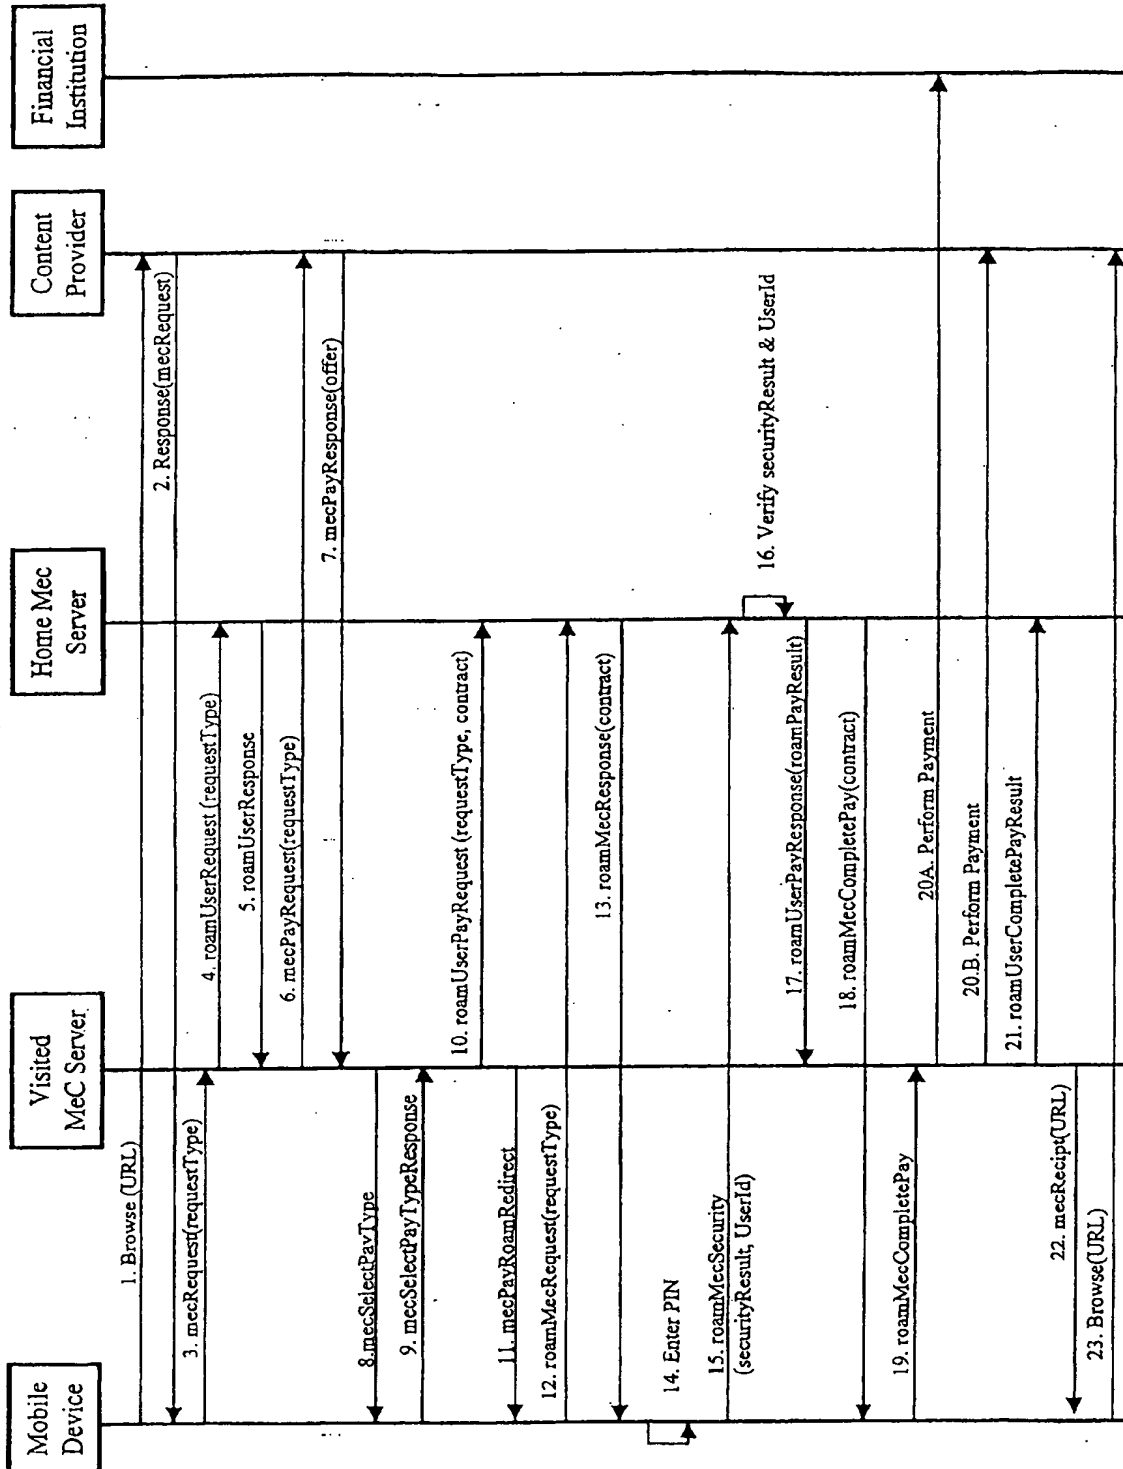 Mobile
Device
Visited
MeC Server
Home Mec
Server
Content
Provider
Financial
Institution
1. Browse (URL)
2. Response(mecRequest)
3. mecRequest(requestType)
4. roamUserRequest (requestType)
5. roamUserResponse
6. mecPayRequest(requestType)
7. mecPayResponse(offer)
8.mecSelectPayType
9. mecSelectPayTypeResponse
10. roamUserPayRequest (requestType, contract)
11. mecPayRoamRedirect
12. roamMecRequest(requestType)
13. roamMecResponse(contract)
14. Enter PIN
15. roamMecSecurity
(securityResult, UserId)
16. Verify securityResult & UserId
17. roamUserPayResponse(roamPayResult)
18. roamMecCompletePay(contract)
19. roamMecCompletePay
20A. Perform Payment
20.B. Perform Payment
21. roamUserCompletePayResult
22. mecRecipt(URL)
23. Browse(URL)